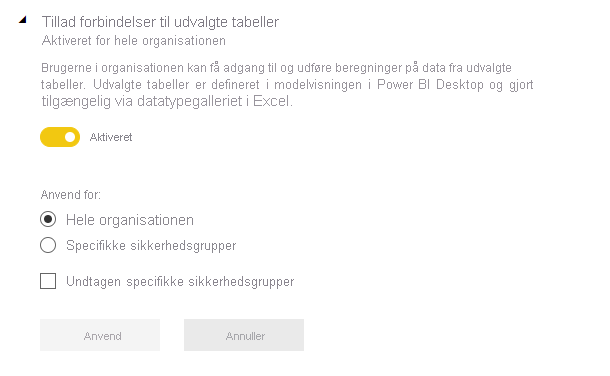 Tillad forbindelser til udvalgte tabeller
Aktiveret for hele organisationen
Brugerne i organisationen kan få adgang til og udføre beregninger på data fra udvalgte
tabeller. Udvalgte tabeller er defineret i modelvisningen i Power BI Desktop og gjort
tilgængelig via datatypegalleriet i Excel.
Aktiveret
Anvend for:
Hele organisationen
Specifikke sikkerhedsgrupper
Undtagen specifikke sikkerhedsgrupper
Anvend Annuller